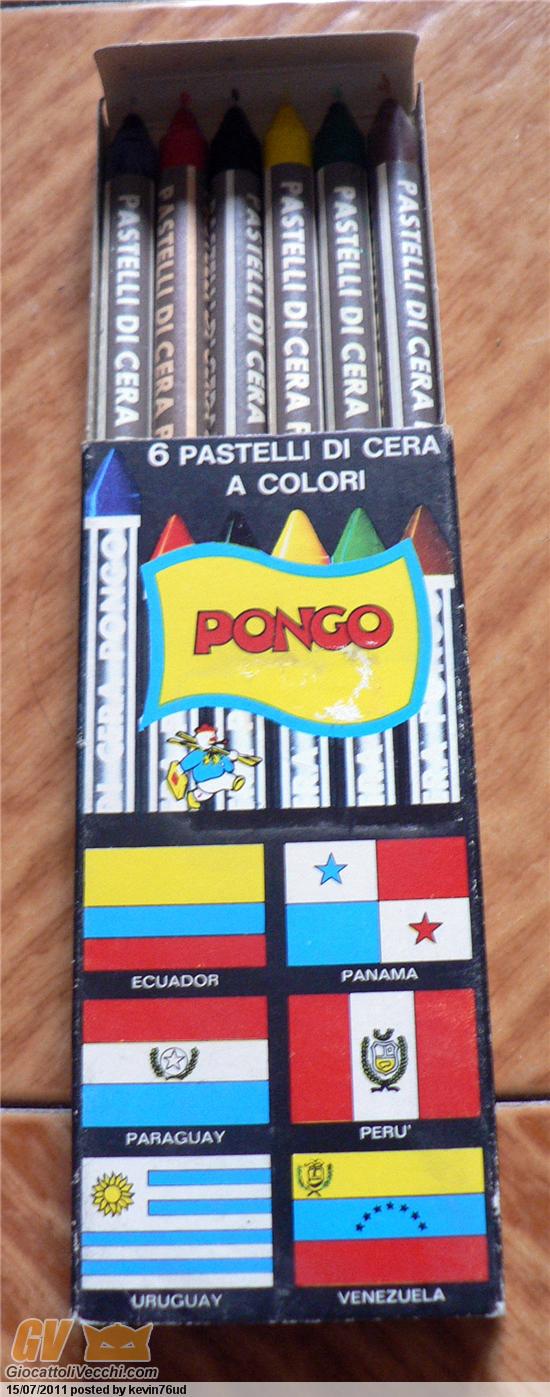 PASTELLI DI CERA
PASTELLI DI CERA P
PASTELLI DI CERA
PASTELLI DI CERA P
PASTELLI DI CERA
PASTELLI DI CERA
6 PASTELLI DI CERA
A COLORI
PONGO
CERA PONGO
ECUADOR
PANAMA
PARAGUAY
PERU'
URUGUAY
VENEZUELA
GV
GiocattoliVecchi.com
15/07/2011 posted by kevin76ud